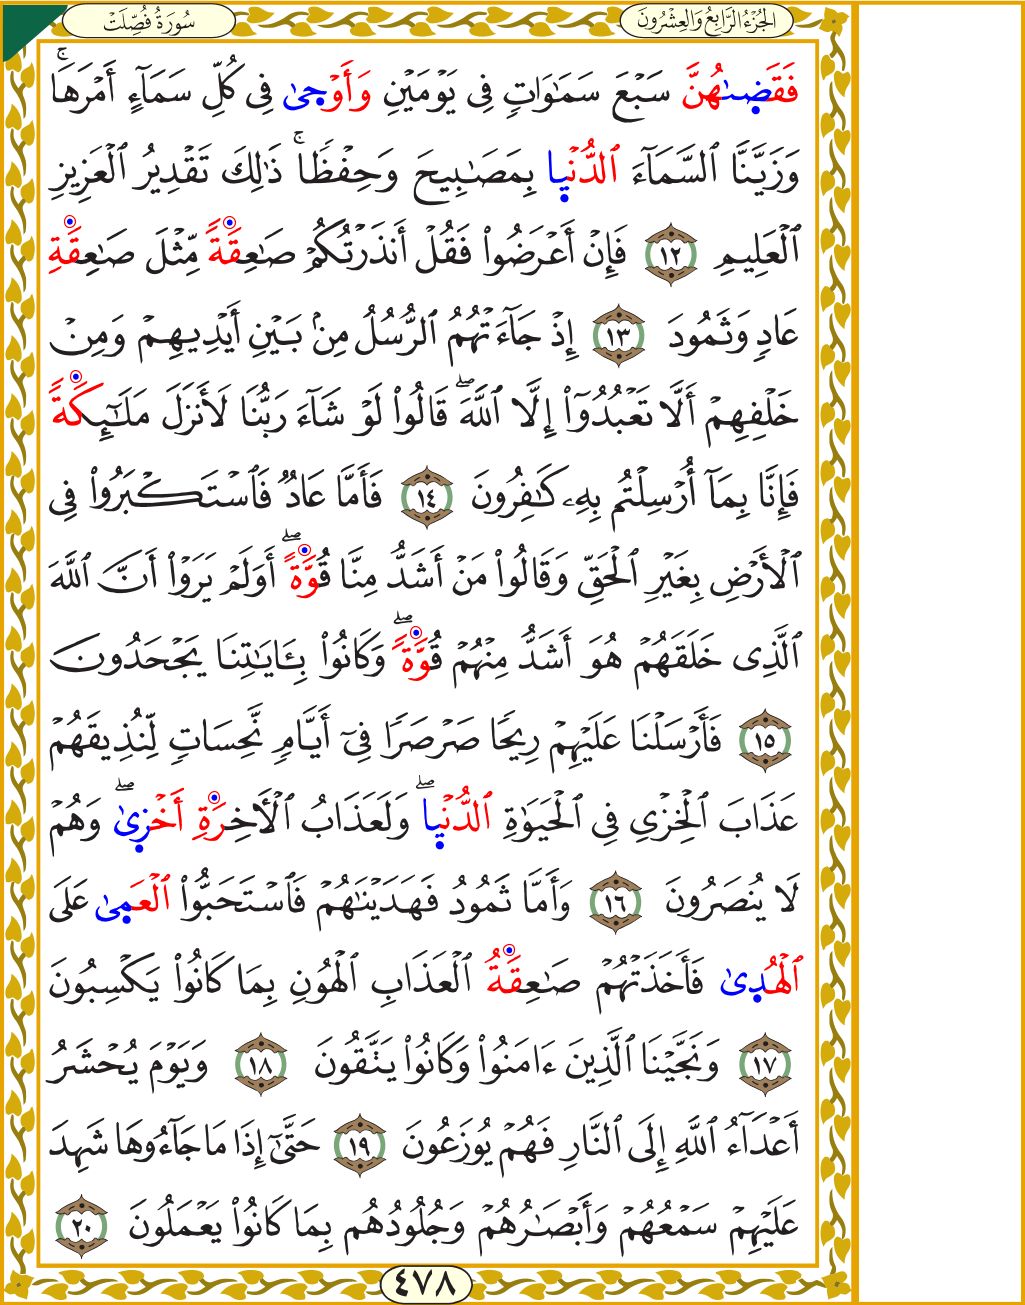 الجُزْءُ الرَّابِعُ وَالعِشْرُونَ
سُورَةُ فُصِّلَتْ
فَقَضَىٰهُنَّ سَبْعَ سَمَٰوَاتٖ فِي يَوْمَيْنِ وَأَوْحَىٰ فِي كُلِّ سَمَآءٍ أَمْرَهَاۚ
وَزَيَّنَّا ٱلسَّمَآءَ ٱلدُّنْيَا بِمَصَٰبِيحَ وَحِفْظٗاۚ ذَٰلِكَ تَقْدِيرُ ٱلْعَزِيزِ
ٱلْعَلِيمِ ١٢ فَإِنْ أَعْرَضُواْ فَقُلْ أَنذَرْتُكُمْ صَٰعِقَةٗ مِّثْلَ صَٰعِقَةِ
عَادٖ وَثَمُودَ ١٣ إِذْ جَآءَتْهُمُ ٱلرُّسُلُ مِنۢ بَيْنِ أَيْدِيهِمْ وَمِنْ
خَلْفِهِمْ أَلَّا تَعْبُدُوٓاْ إِلَّا ٱللَّهَۖ قَالُواْ لَوْ شَآءَ رَبُّنَا لَأَنزَلَ مَلَٰٓئِكَةٗ
فَإِنَّا بِمَآ أُرْسِلْتُم بِهِۦ كَٰفِرُونَ ١٤ فَأَمَّا عَادٞ فَٱسْتَكْبَرُواْ فِي
ٱلْأَرْضِ بِغَيْرِ ٱلْحَقِّ وَقَالُواْ مَنْ أَشَدُّ مِنَّا قُوَّةًۖ أَوَلَمْ يَرَوْاْ أَنَّ ٱللَّهَ
ٱلَّذِي خَلَقَهُمْ هُوَ أَشَدُّ مِنْهُمْ قُوَّةٗۖ وَكَانُواْ بِـَٔايَٰتِنَا يَجْحَدُونَ
١٥ فَأَرْسَلْنَا عَلَيْهِمْ رِيحٗا صَرْصَرٗا فِيٓ أَيَّامٖ نَّحِسَاتٖ لِّنُذِيقَهُمْ
عَذَابَ ٱلْخِزْيِ فِي ٱلْحَيَوٰةِ ٱلدُّنْيَاۖ وَلَعَذَابُ ٱلْأٓخِرَةِ أَخْزَىٰۖ وَهُمْ
لَا يُنصَرُونَ ١٦ وَأَمَّا ثَمُودُ فَهَدَيْنَٰهُمْ فَٱسْتَحَبُّواْ ٱلْعَمَىٰ عَلَى
ٱلْهُدَىٰ فَأَخَذَتْهُمْ صَٰعِقَةُ ٱلْعَذَابِ ٱلْهُونِ بِمَا كَانُواْ يَكْسِبُونَ
١٧ وَنَجَّيْنَا ٱلَّذِينَ ءَامَنُواْ وَكَانُواْ يَتَّقُونَ ١٨ وَيَوْمَ يُحْشَرُ
أَعْدَآءُ ٱللَّهِ إِلَى ٱلنَّارِ فَهُمْ يُوزَعُونَ ١٩ حَتَّىٰٓ إِذَا مَا جَآءُوهَا شَهِدَ
عَلَيْهِمْ سَمْعُهُمْ وَأَبْصَٰرُهُمْ وَجُلُودُهُم بِمَا كَانُواْ يَعْمَلُونَ ٢٠
٤٧٨